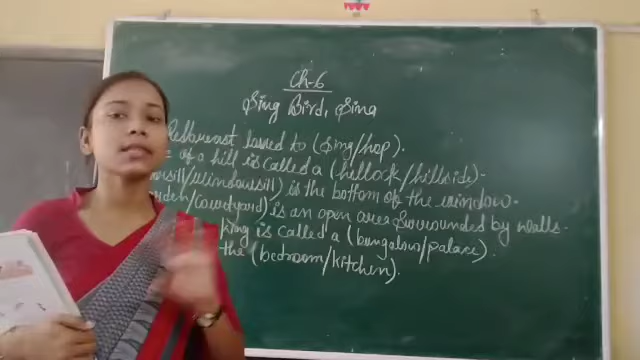 Ch-6
Sing Bird, Sing
Redbreast loved to (sing/hop).
of a hill is called a (hillock/hillside).
/windowsill) is the bottom of the window.
/courtyard) is an open area surrounded by walls.
king is called a (bungalow/palace).
the (bedroom/kitchen).